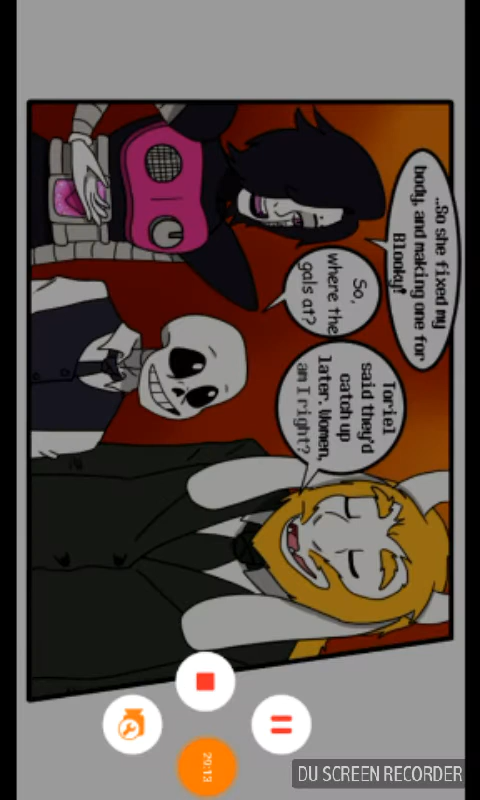 ...So she fixed my
body, and making one for
Blooky!
So,
where the
gals at?
Toriel
said they'd
catch up
later. Women,
am I right?
20:13
DU SCREEN RECORDER